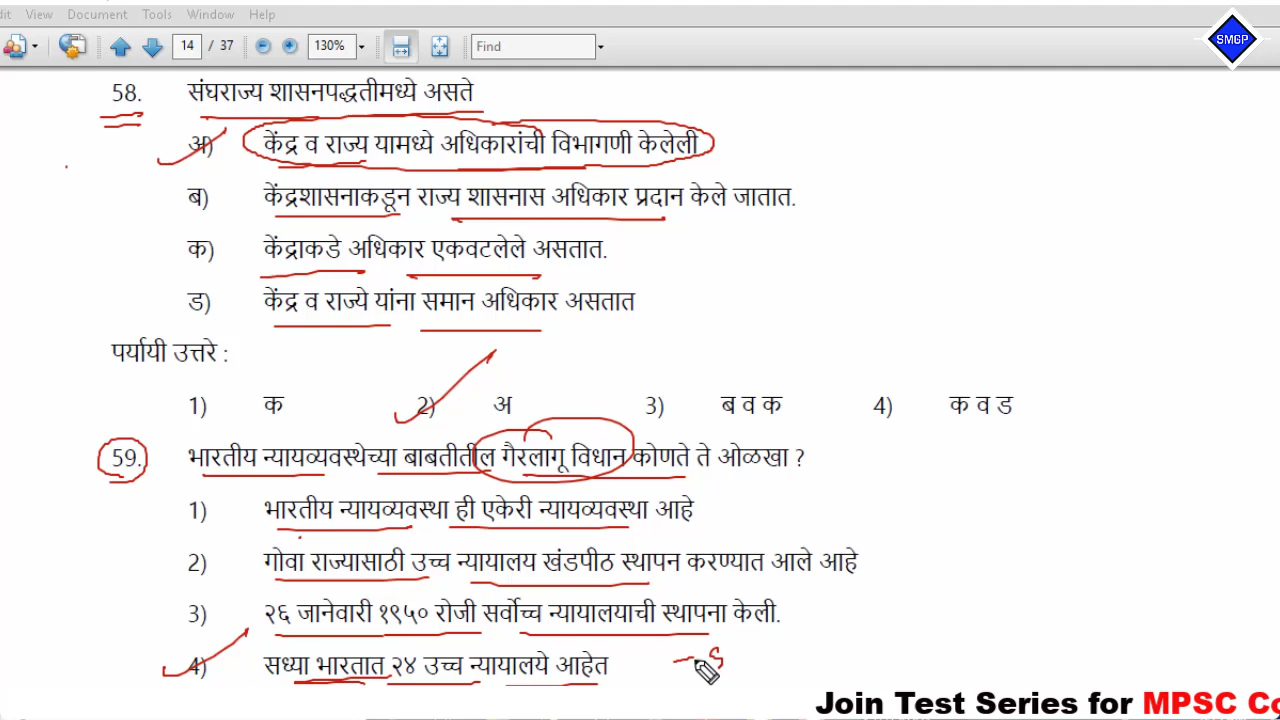 dit View Document Tools Window Help
14 / 37 130% Find
SMGP
58. संघराज्य शासनपद्धतीमध्ये असते
अ) केंद्र व राज्य यामध्ये अधिकारांची विभागणी केलेली
ब) केंद्रशासनाकडून राज्य शासनास अधिकार प्रदान केले जातात.
क) केंद्राकडे अधिकार एकवटलेले असतात.
ड) केंद्र व राज्ये यांना समान अधिकार असतात
पर्यायी उत्तरे :
1) क 2) अ 3) ब व क 4) क व ड
59. भारतीय न्यायव्यवस्थेच्या बाबतीतील गैरलागू विधान कोणते ते ओळखा ?
1) भारतीय न्यायव्यवस्था ही एकेरी न्यायव्यवस्था आहे
2) गोवा राज्यासाठी उच्च न्यायालय खंडपीठ स्थापन करण्यात आले आहे
3) २६ जानेवारी १९५० रोजी सर्वोच्च न्यायालयाची स्थापना केली.
4) सध्या भारतात २४ उच्च न्यायालये आहेत
Join Test Series for MPSC Co